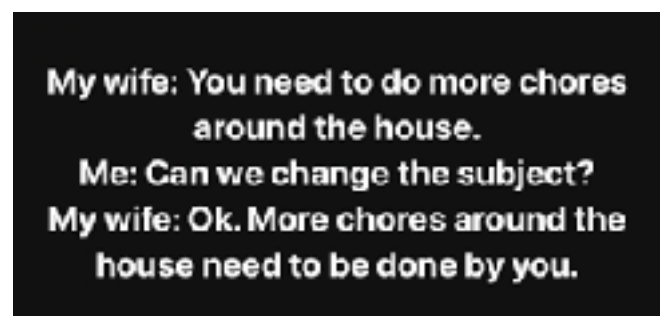 My wife: You need to do more chores
around the house.
Me: Can we change the subject?
My wife: Ok. More chores around the
house need to be done by you.